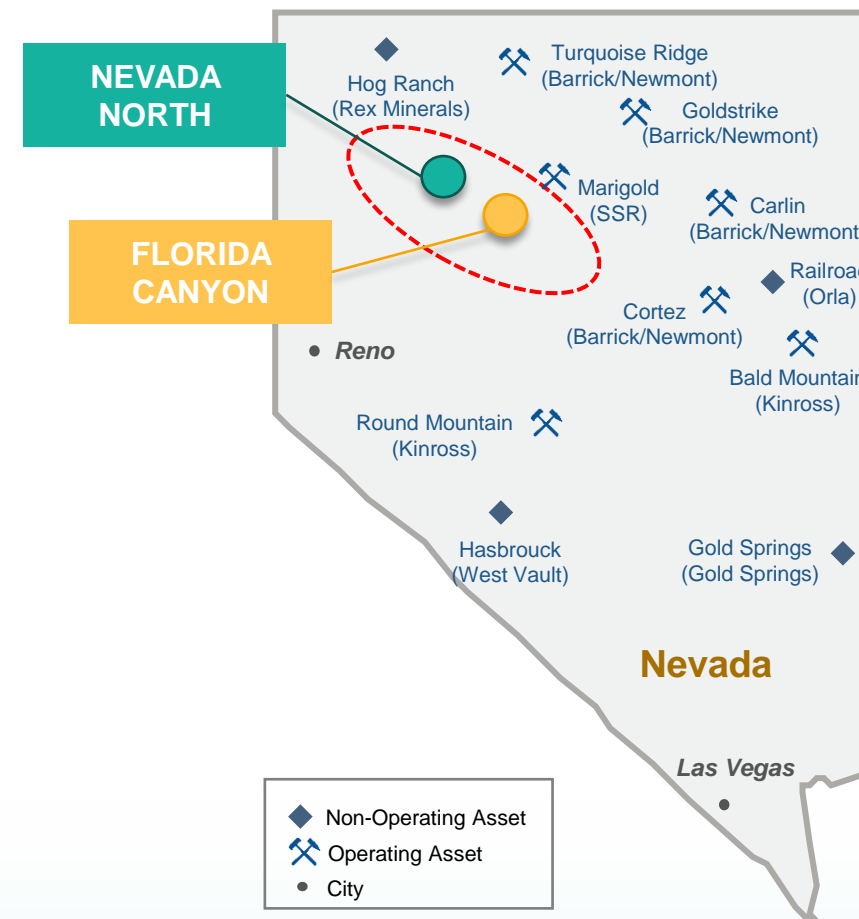 NEVADA
NORTH
Hog Ranch
(Rex Minerals)
Turquoise Ridge
(Barrick/Newmont)
Goldstrike
(Barrick/Newmont)
Marigold
(SSR)
Carlin
(Barrick/Newmont
FLORIDA
CANYON
Railroad
(Orla)
Cortez
(Barrick/Newmont)
Reno
Bald Mountain
(Kinross)
Round Mountain
(Kinross)
Hasbrouck
(West Vault)
Gold Springs
(Gold Springs)
Nevada
Las Vegas
Non-Operating Asset
Operating Asset
City